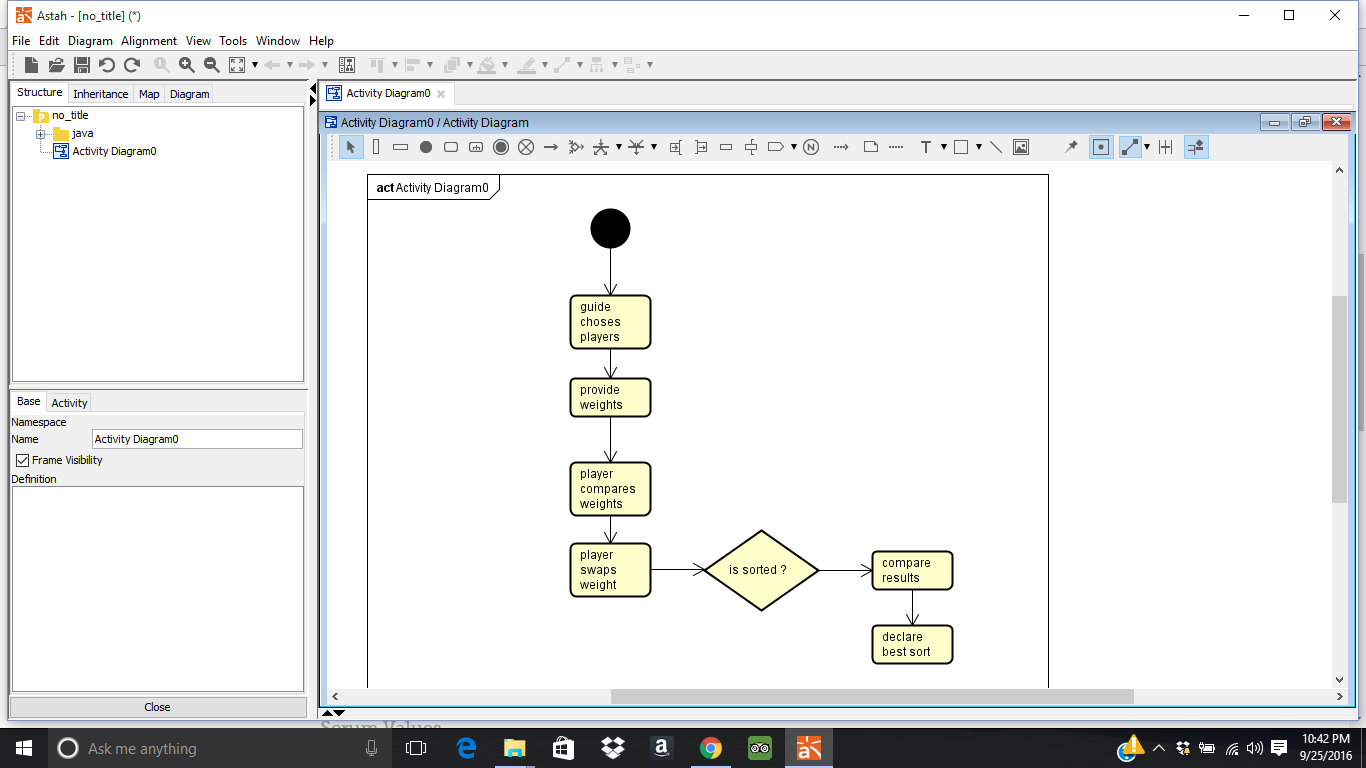 Astah - [no_title] (*)
File Edit Diagram Alignment View Tools Window Help
Structure Inheritance Map Diagram
no_title
java
Activity Diagram0
Base Activity
Namespace
Name Activity Diagram0
Frame Visibility
Definition
Close
Activity Diagram0
Activity Diagram0 / Activity Diagram
N T
act Activity Diagram0
guide
choses
players
provide
weights
player
compares
weights
player
swaps
weight
is sorted ?
compare
results
declare
best sort
Scrum Values
Ask me anything
10:42 PM
9/25/2016